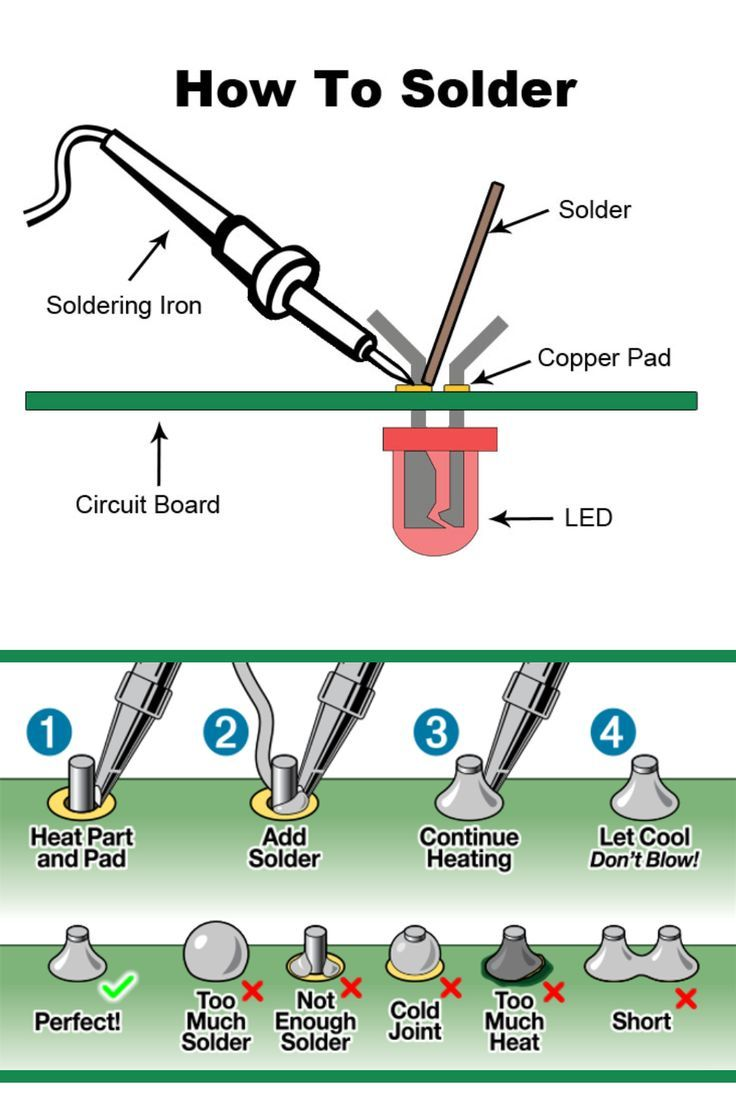 How To Solder
Solder
Soldering Iron
Copper Pad
Circuit Board
LED
1
2
3
4
Heat Part
and Pad
Add
Solder
Continue
Heating
Let Cool
Don't Blow!
Perfect!
Too
Much
Solder
Not
Enough
Solder
Cold
Joint
Too
Much
Heat
Short